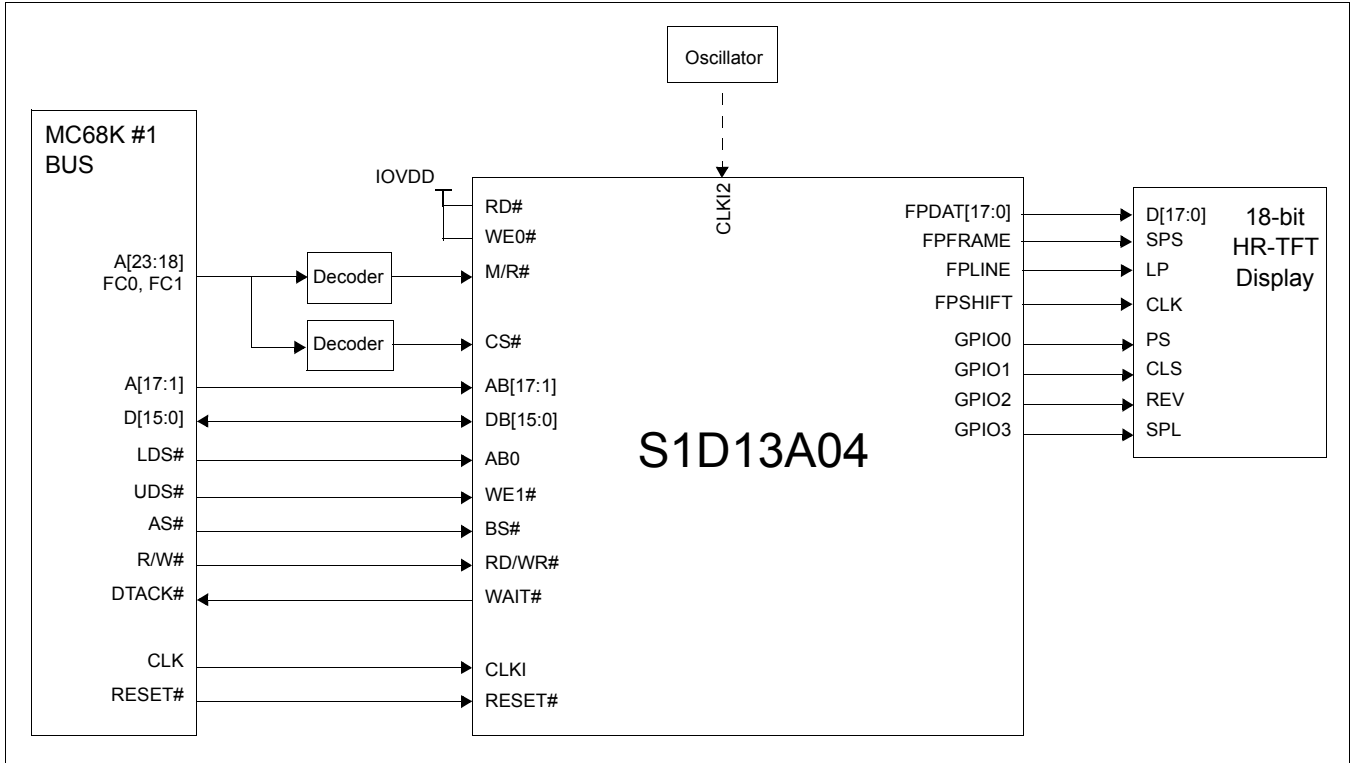 Oscillator
MC68K #1
BUS
IOVDD
A[23:18]
FC0, FC1
Decoder
Decoder
A[17:1]
D[15:0]
LDS#
UDS#
AS#
R/W#
DTACK#
CLK
RESET#
RD#
WE0#
M/R#
CS#
AB[17:1]
DB[15:0]
AB0
WE1#
BS#
RD/WR#
WAIT#
CLKI
RESET#
CLKI2
S1D13A04
FPDAT[17:0]
FPFRAME
FPLINE
FPSHIFT
GPIO0
GPIO1
GPIO2
GPIO3
D[17:0]
SPS
LP
CLK
PS
CLS
REV
SPL
18-bit
HR-TFT
Display